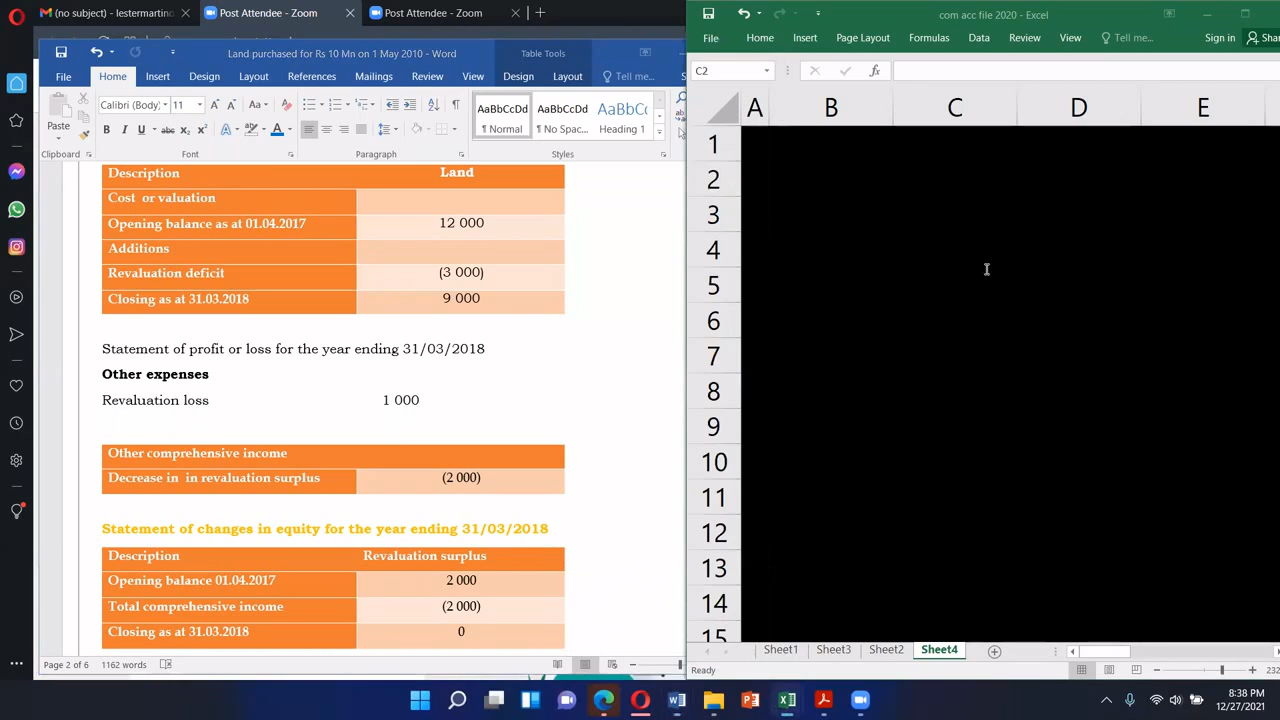 (no subject) - lestermartino
Post Attendee - Zoom
Post Attendee - Zoom
Land purchased for Rs 10 Mn on 1 May 2010 - Word
Table Tools
File Home Insert Design Layout References Mailings Review View Design Layout Tell me...
Paste
Calibri (Body) 11
AaBbCcDd AaBbCcDd AaBbCc
¶ Normal ¶ No Spac... Heading 1
Clipboard Font Paragraph Styles
Description Land
Cost or valuation
Opening balance as at 01.04.2017 12 000
Additions
Revaluation deficit (3 000)
Closing as at 31.03.2018 9 000
Statement of profit or loss for the year ending 31/03/2018
Other expenses
Revaluation loss 1 000
Other comprehensive income
Decrease in in revaluation surplus (2 000)
Statement of changes in equity for the year ending 31/03/2018
Description Revaluation surplus
Opening balance 01.04.2017 2 000
Total comprehensive income (2 000)
Closing as at 31.03.2018 0
Page 2 of 6 1162 words
com acc file 2020 - Excel
File Home Insert Page Layout Formulas Data Review View Tell me... Sign in Shar
C2 fx
A B C D E
1
2
3
4
5
6
7
8
9
10
11
12
13
14
15
Sheet1 Sheet3 Sheet2 Sheet4
Ready 232
8:38 PM
12/27/2021